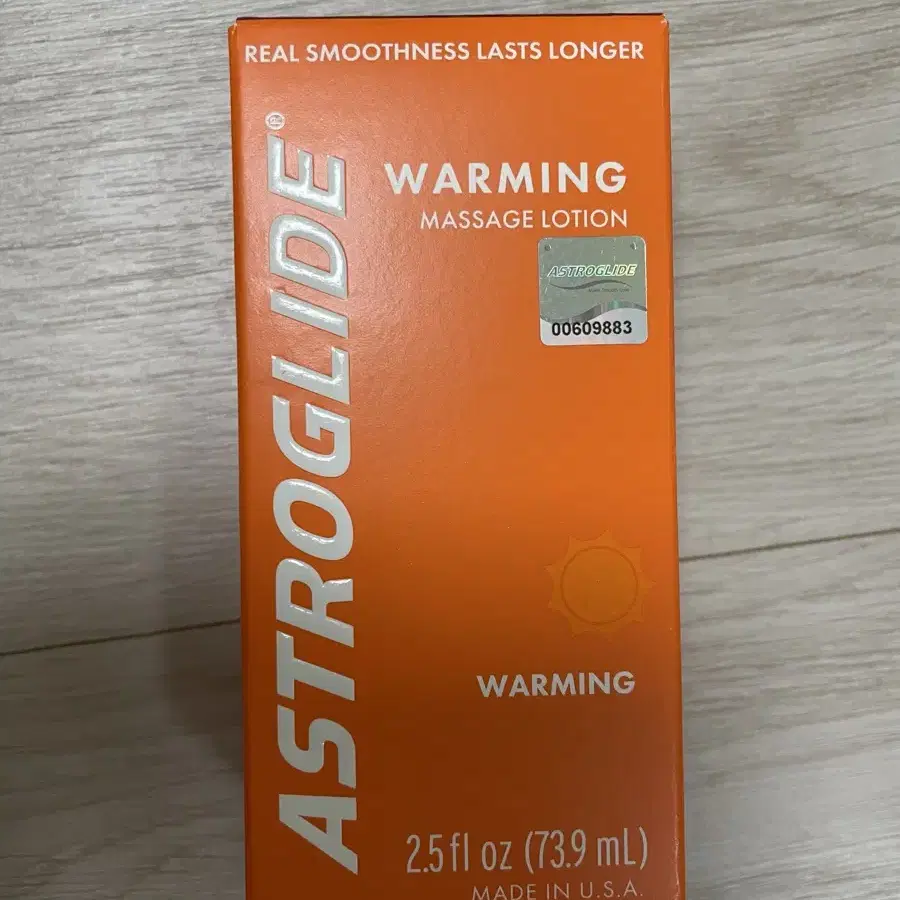 REAL SMOOTHNESS LASTS LONGER
ASTROGLIDE®
WARMING
MASSAGE LOTION
ASTROGLIDE
00609883
WARMING
2.5 fl oz (73.9 mL)
MADE IN U.S.A.